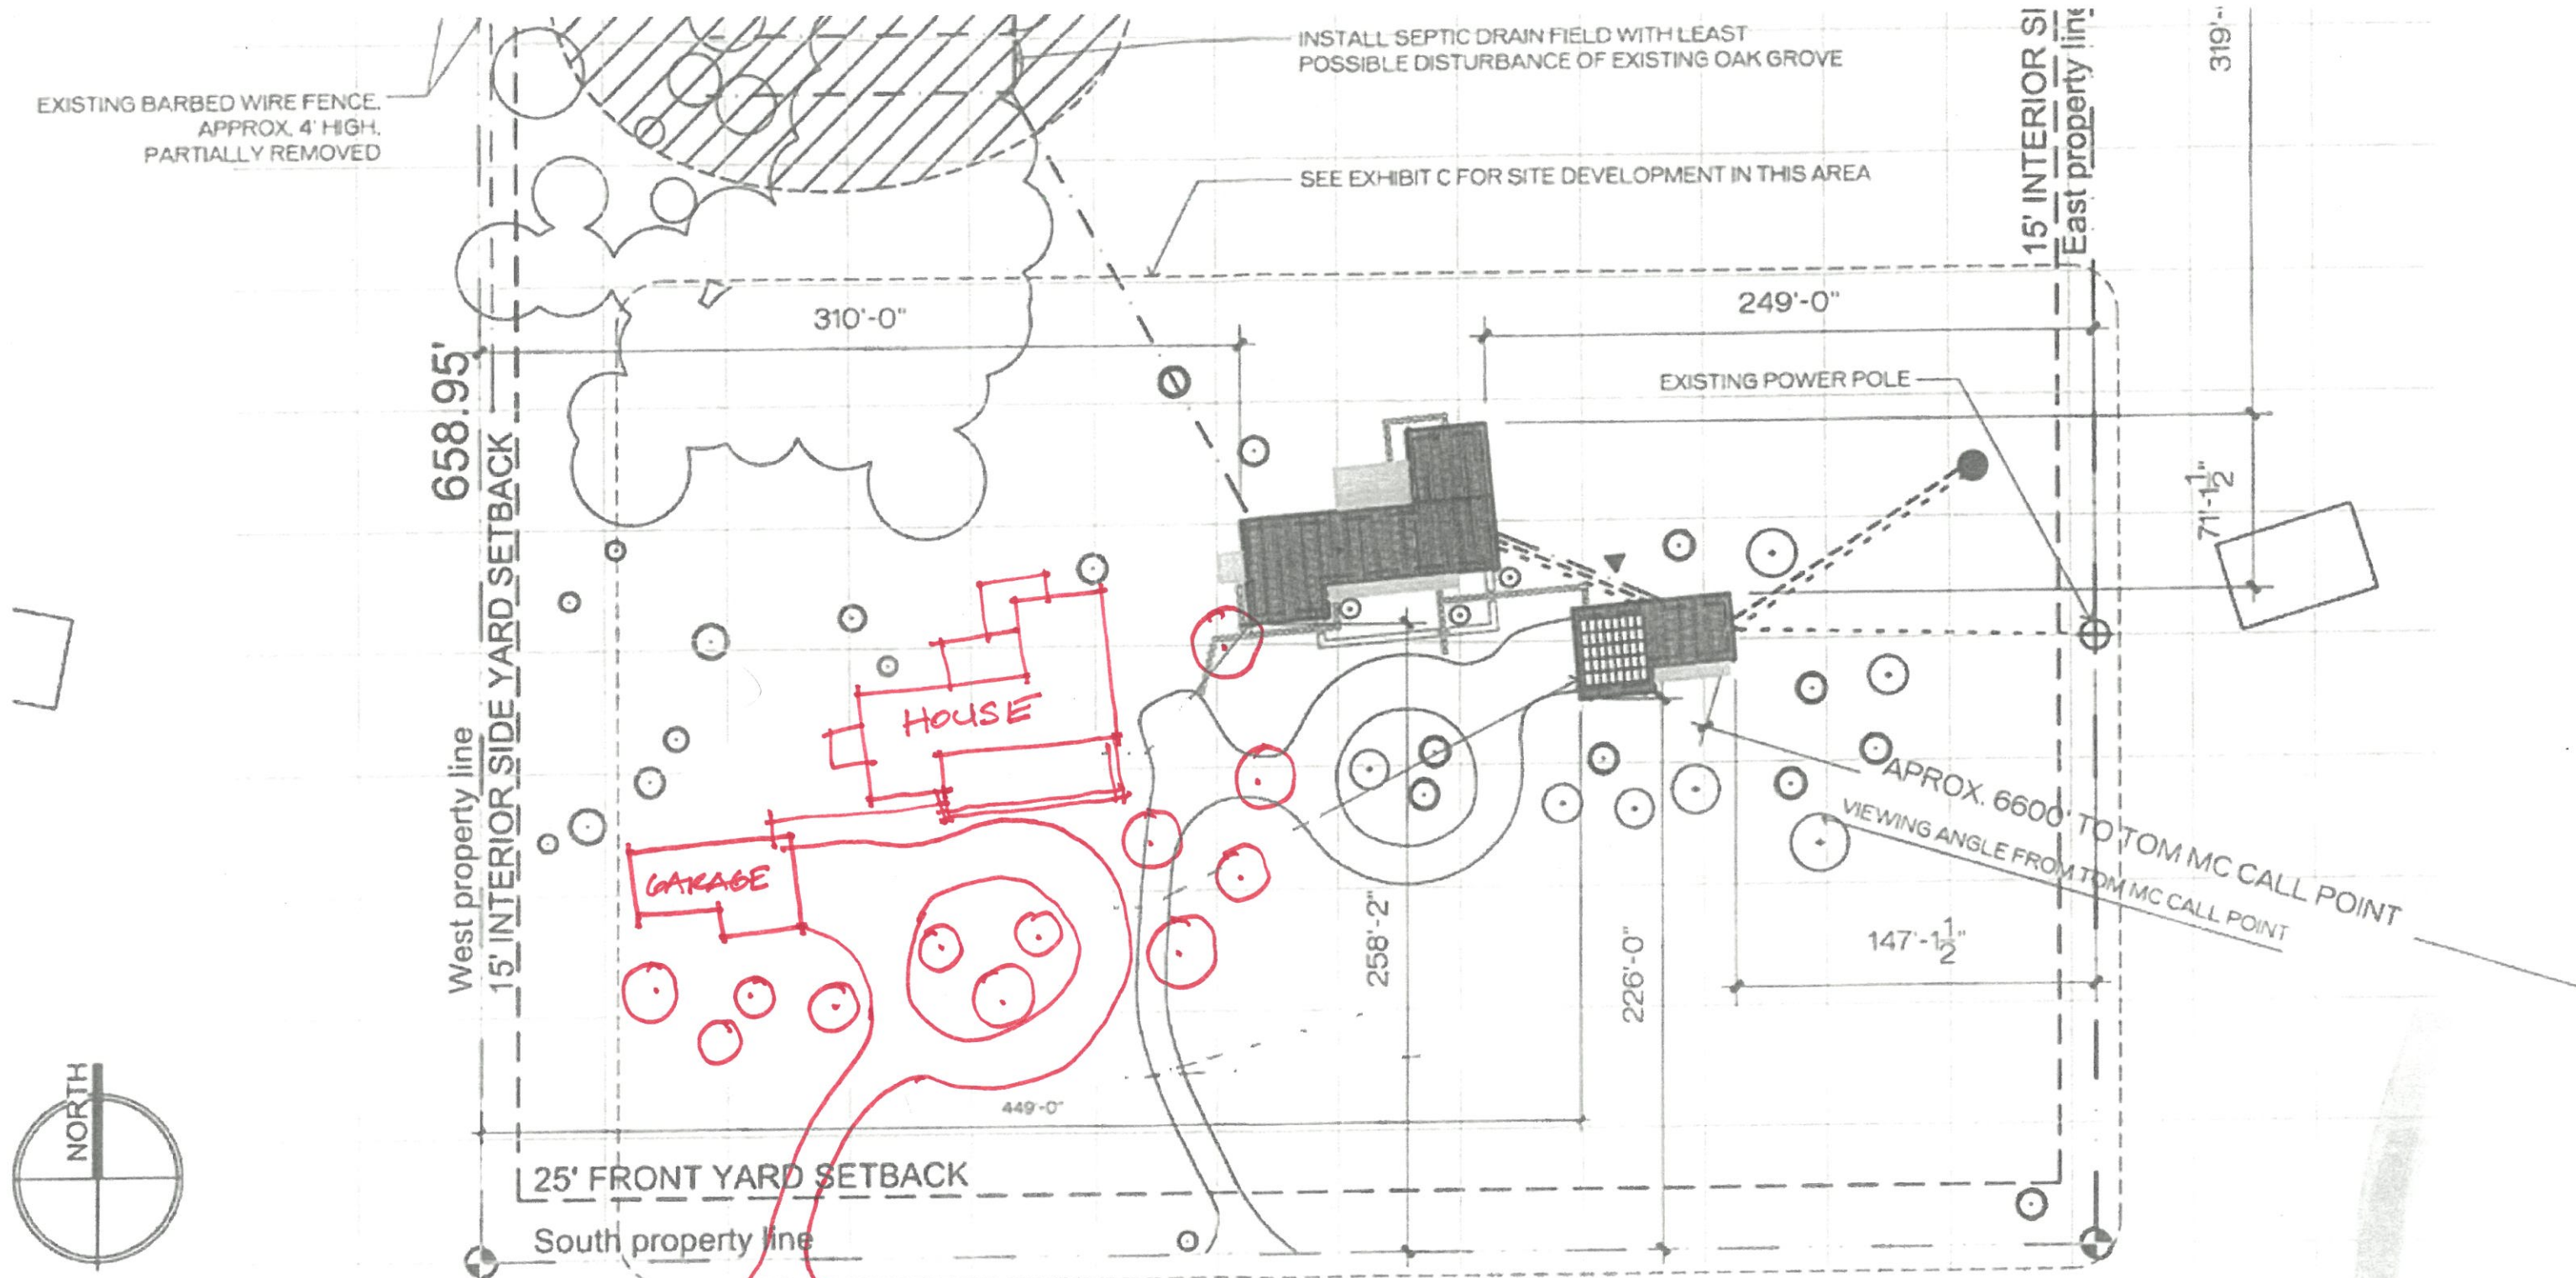 INSTALL SEPTIC DRAIN FIELD WITH LEAST
POSSIBLE DISTURBANCE OF EXISTING OAK GROVE
EXISTING BARBED WIRE FENCE.
APPROX. 4' HIGH.
PARTIALLY REMOVED
SEE EXHIBIT C FOR SITE DEVELOPMENT IN THIS AREA
15' INTERIOR
East property line
319'-
310'-0"
249'-0"
EXISTING POWER POLE
658.95'
15' INTERIOR SIDE YARD SETBACK
West property line
71'-1 1/2"
HOUSE
GARAGE
APROX. 6600' TO TOM MC CALL POINT
VIEWING ANGLE FROM TOM MC CALL POINT
258'-2"
226'-0"
147'-1 1/2"
449'-0"
NORTH
25' FRONT YARD SETBACK
South property line